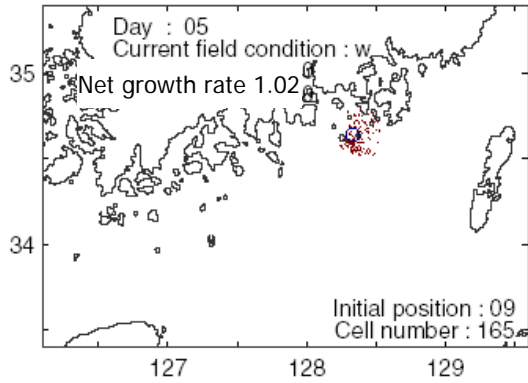 Day : 05
Current field condition : w
35
Net growth rate 1.02
34
Initial position : 09
Cell number : 165
127 128 129